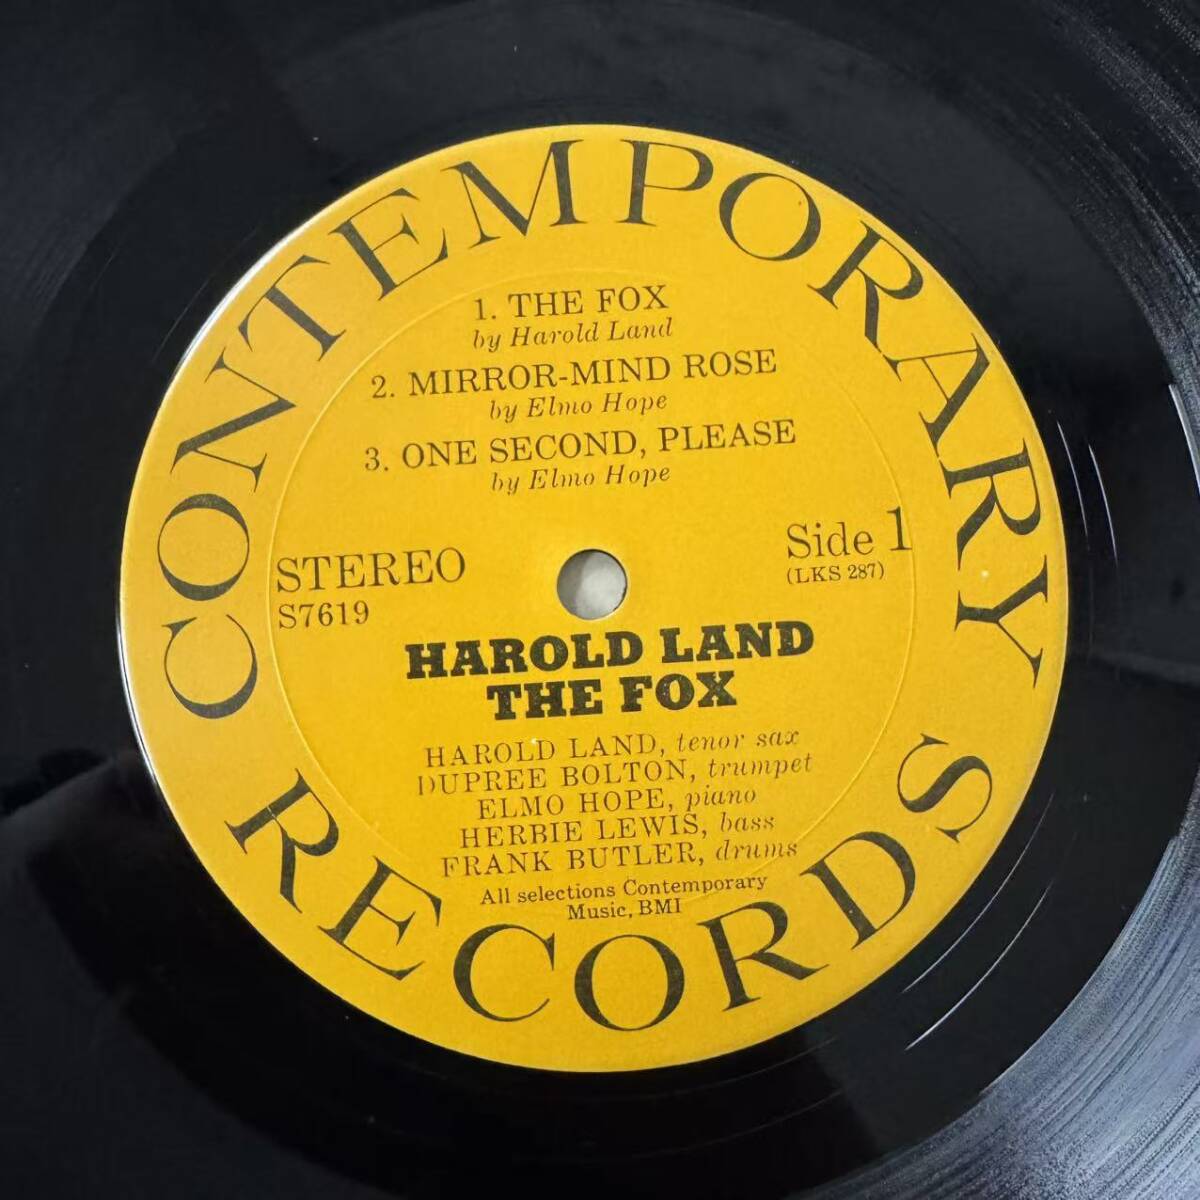 CONTEMPORARY
1. THE FOX
by Harold Land
2. MIRROR-MIND ROSE
by Elmo Hope
3. ONE SECOND, PLEASE
by Elmo Hope
STEREO
S7619
Side 1
(LKS 287)
HAROLD LAND
THE FOX
HAROLD LAND, tenor sax
DUPREE BOLTON, trumpet
ELMO HOPE, piano
HERBIE LEWIS, bass
FRANK BUTLER, drums
All selections Contemporary
Music, BMI
RECORDS